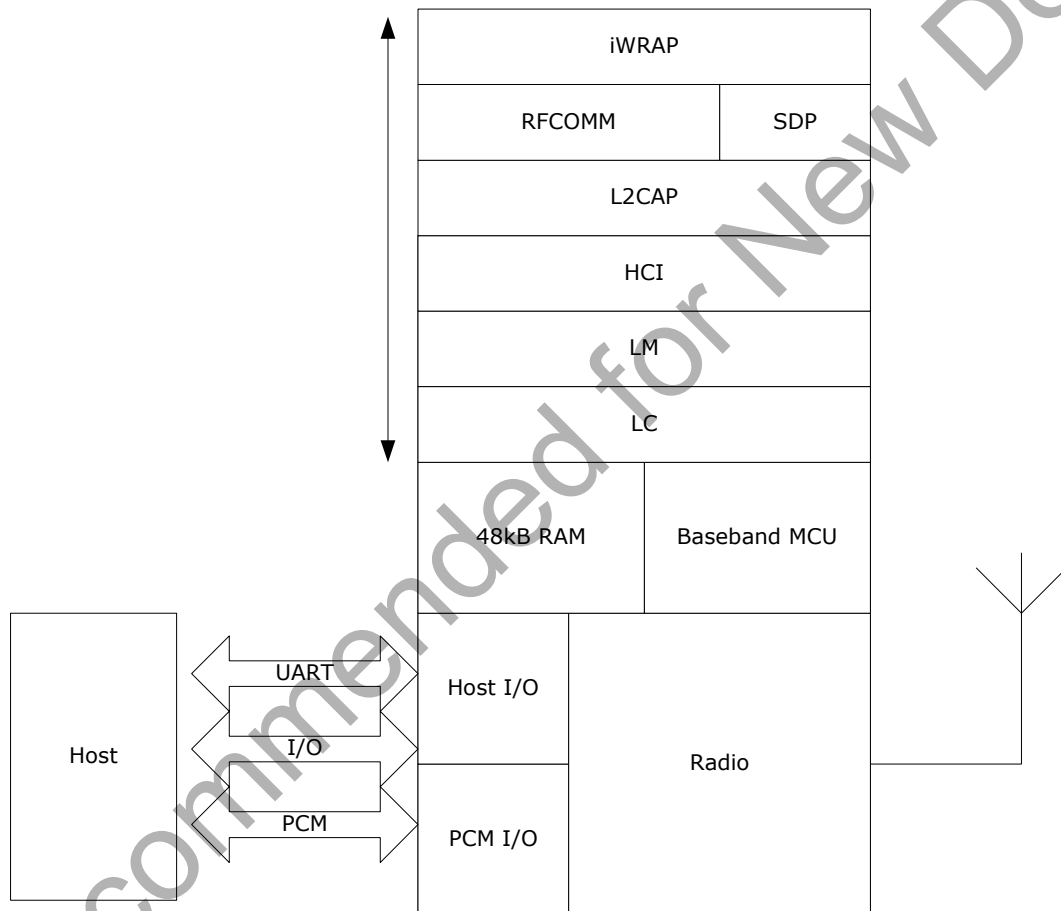 iWRAP
RFCOMM SDP
L2CAP
HCI
LM
LC
48kB RAM Baseband MCU
UART
Host I/O
Host
I/O
Radio
PCM
PCM I/O
commended for New D